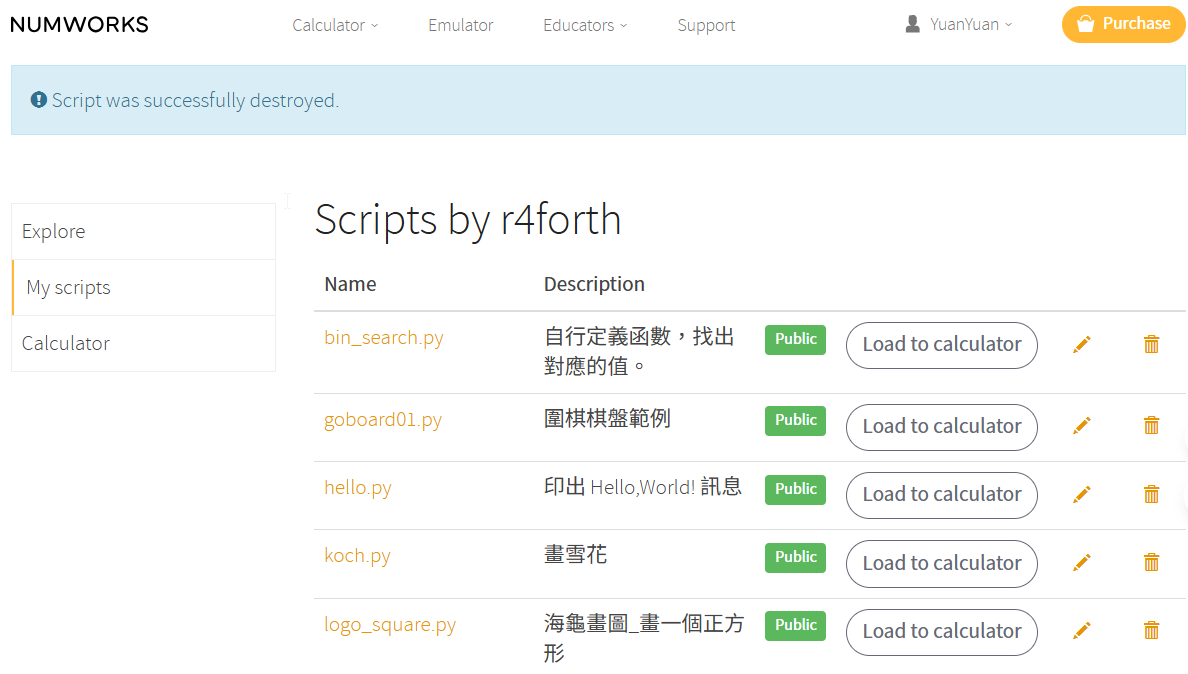 NUMWORKS Calculator Emulator Educators Support YuanYuan Purchase
Script was successfully destroyed.
Scripts by r4forth
Explore
My scripts
Calculator
Name Description
bin_search.py 自行定義函數，找出 Public Load to calculator
對應的值。
goboard01.py 圍棋棋盤範例 Public Load to calculator
hello.py 印出 Hello,World! 訊息 Public Load to calculator
koch.py 畫雪花 Public Load to calculator
logo_square.py 海龜畫圖_畫一個正方 Public Load to calculator
形